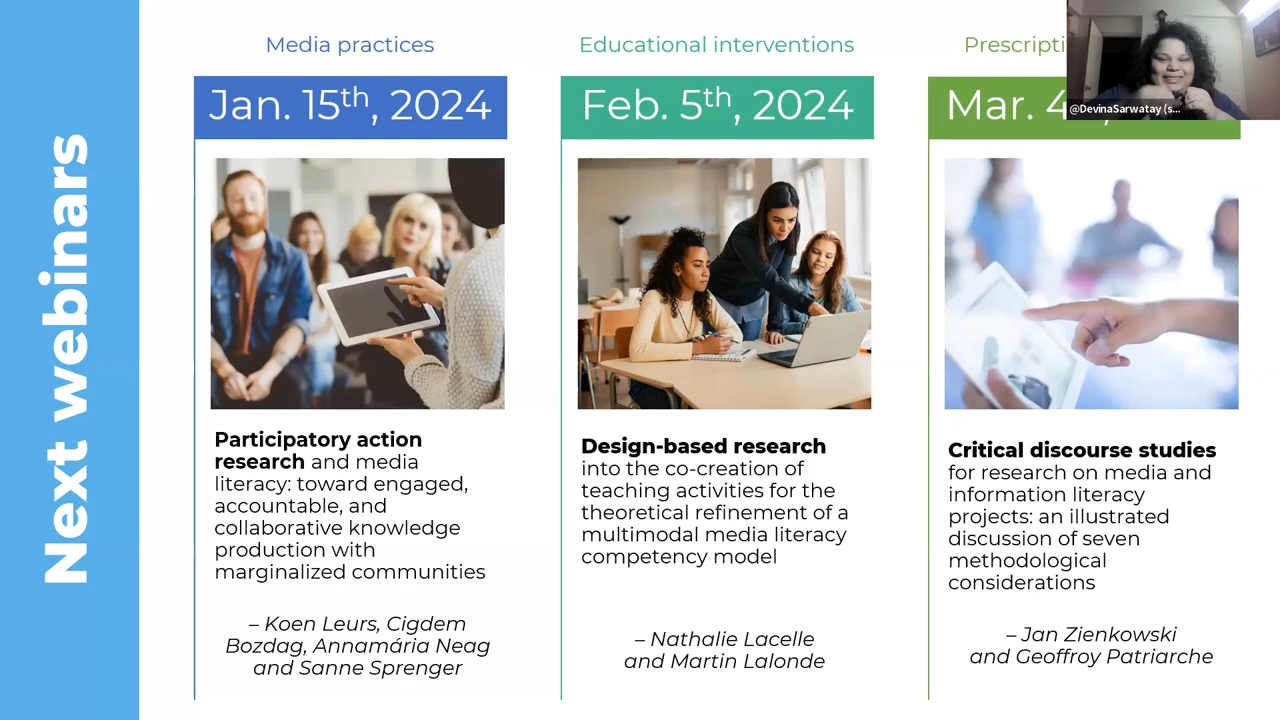 Next webinars
Media practices
Jan. 15th, 2024
Participatory action
research and media
literacy: toward engaged,
accountable, and
collaborative knowledge
production with
marginalized communities
– Koen Leurs, Cigdem
Bozdag, Annamária Neag
and Sanne Sprenger
Educational interventions
Feb. 5th, 2024
Design-based research
into the co-creation of
teaching activities for the
theoretical refinement of a
multimodal media literacy
competency model
– Nathalie Lacelle
and Martin Lalonde
Mar. 4
Critical discourse studies
for research on media and
information literacy
projects: an illustrated
discussion of seven
methodological
considerations
– Jan Zienkowski
and Geoffroy Patriarche
@DevinaSarwatay (s...